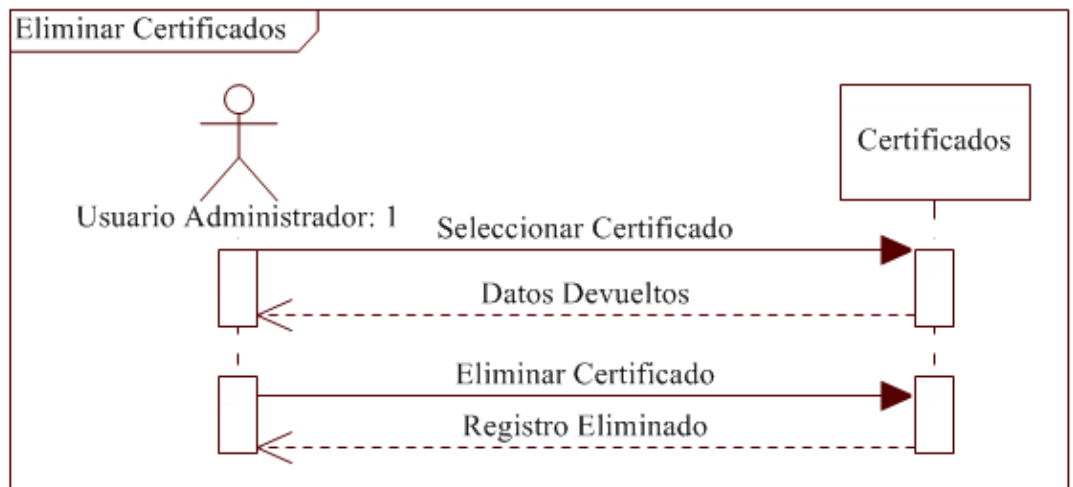 Eliminar Certificados
Certificados
Usuario Administrador: 1
Seleccionar Certificado
Datos Devueltos
Eliminar Certificado
Registro Eliminado